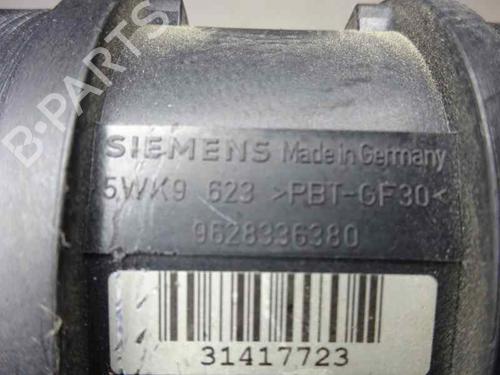 B-PARTS
SIEMENS Made in Germany
5WK9 623 >PBT-GF30<
9628336380
31417723